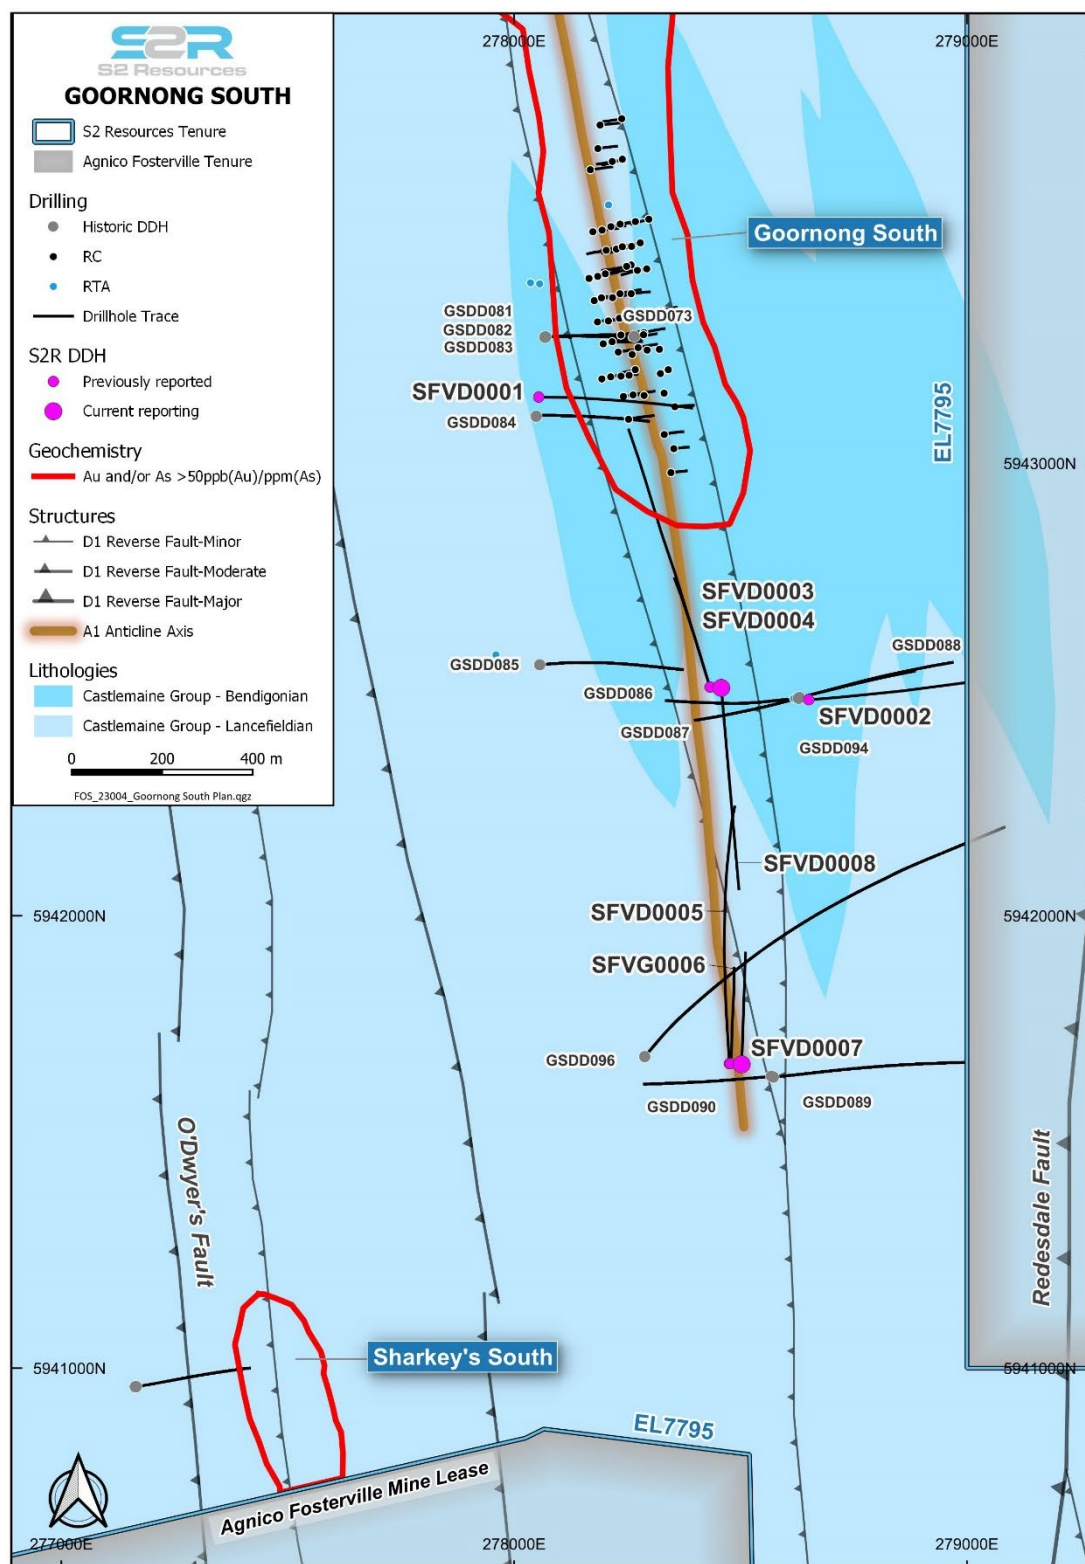 S2R
S2 Resources
GOORNONG SOUTH
S2 Resources Tenure
Agnico Fosterville Tenure
Drilling
Historic DDH
RC
RTA
Drillhole Trace
S2R DDH
Previously reported
Current reporting
Geochemistry
Au and/or As >50ppb(Au)/ppm(As)
Structures
D1 Reverse Fault-Minor
D1 Reverse Fault-Moderate
D1 Reverse Fault-Major
A1 Anticline Axis
Lithologies
Castlemaine Group - Bendigonian
Castlemaine Group - Lancefieldian
0 200 400 m
FOS_23004_Goornong South Plan.qgz
278000E
279000E
Goornong South
GSDD081
GSDD082
GSDD083
GSDD073
SFVD0001
GSDD084
EL7795
5943000N
SFVD0003
SFVD0004
GSDD085
GSDD088
GSDD086
GSDD087
SFVD0002
GSDD094
SFVD0008
5942000N
SFVD0005
5942000N
SFVG0006
SFVD0007
GSDD096
GSDD090
GSDD089
O'Dwyer's Fault
Redesdale Fault
Sharkey's South
5941000N
5941000N
EL7795
Agnico Fosterville Mine Lease
277000E
278000E
279000E